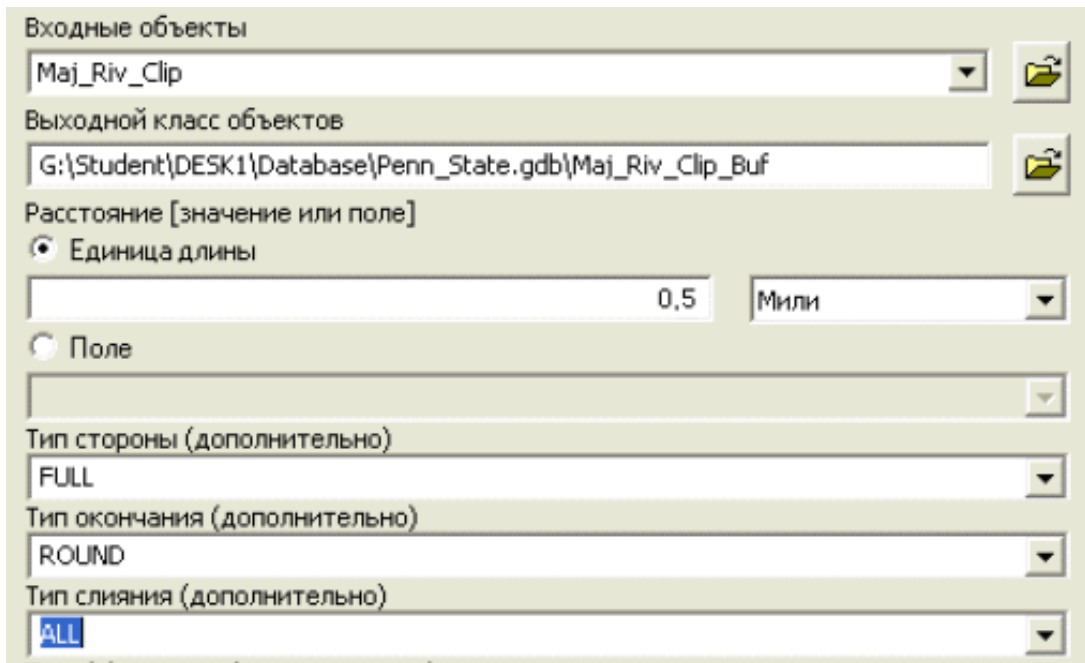 Входные объекты
Maj_Riv_Clip
Выходной класс объектов
G:\Student\DESK1\Database\Penn_State.gdb\Maj_Riv_Clip_Buf
Расстояние [значение или поле]
Единица длины
0,5 Мили
Поле
Тип стороны (дополнительно)
FULL
Тип окончания (дополнительно)
ROUND
Тип слияния (дополнительно)
ALL